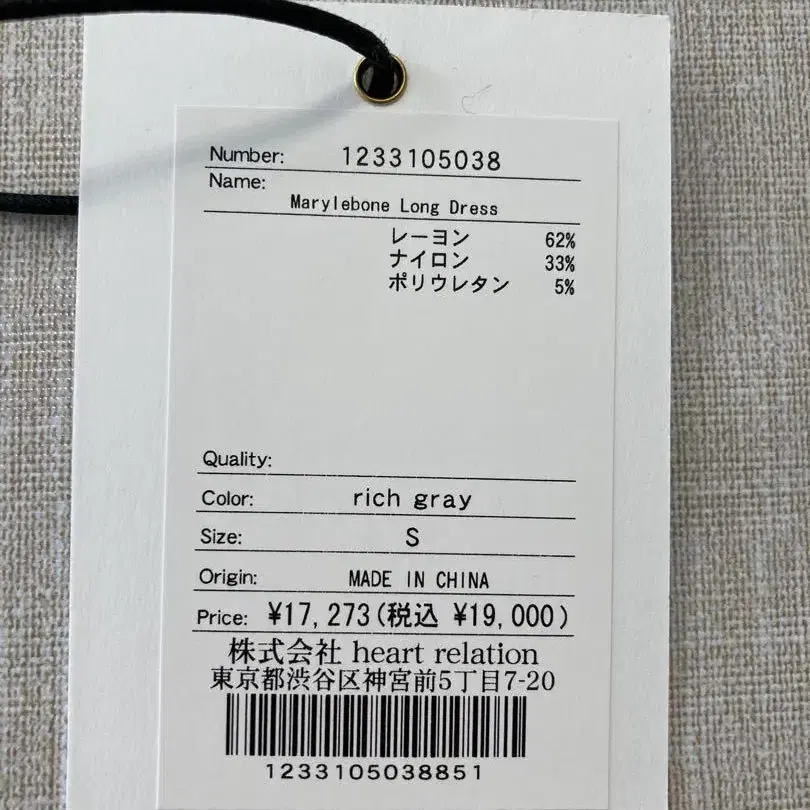 Number: 1233105038
Name:
Marylebone Long Dress
レーヨン 62%
ナイロン 33%
ポリウレタン 5%
Quality:
Color: rich gray
Size: S
Origin: MADE IN CHINA
Price: ¥17,273(税込 ¥19,000)
株式会社 heart relation
東京都渋谷区神宮前5丁目7-20
1233105038851